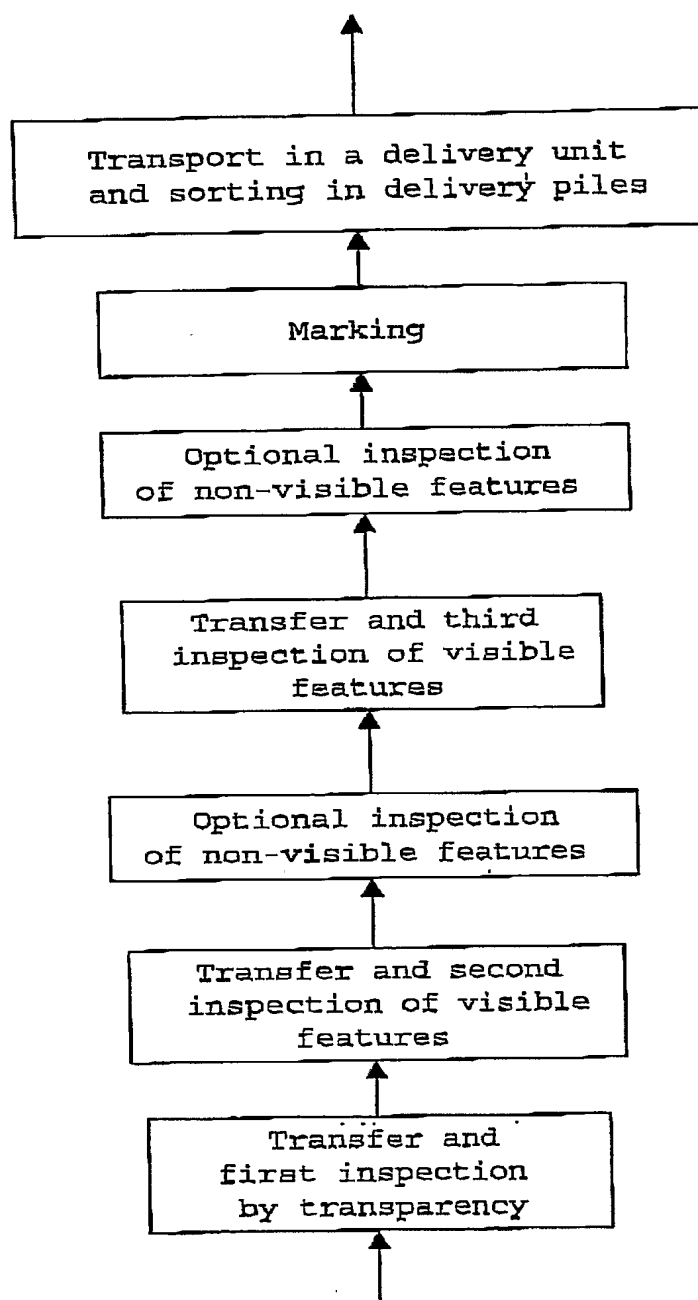 Transport in a delivery unit
and sorting in delivery piles
Marking
Optional inspection
of non-visible features
Transfer and third
inspection of visible
features
Optional inspection
of non-visible features
Transfer and second
inspection of visible
features
Transfer and
first inspection
by transparency